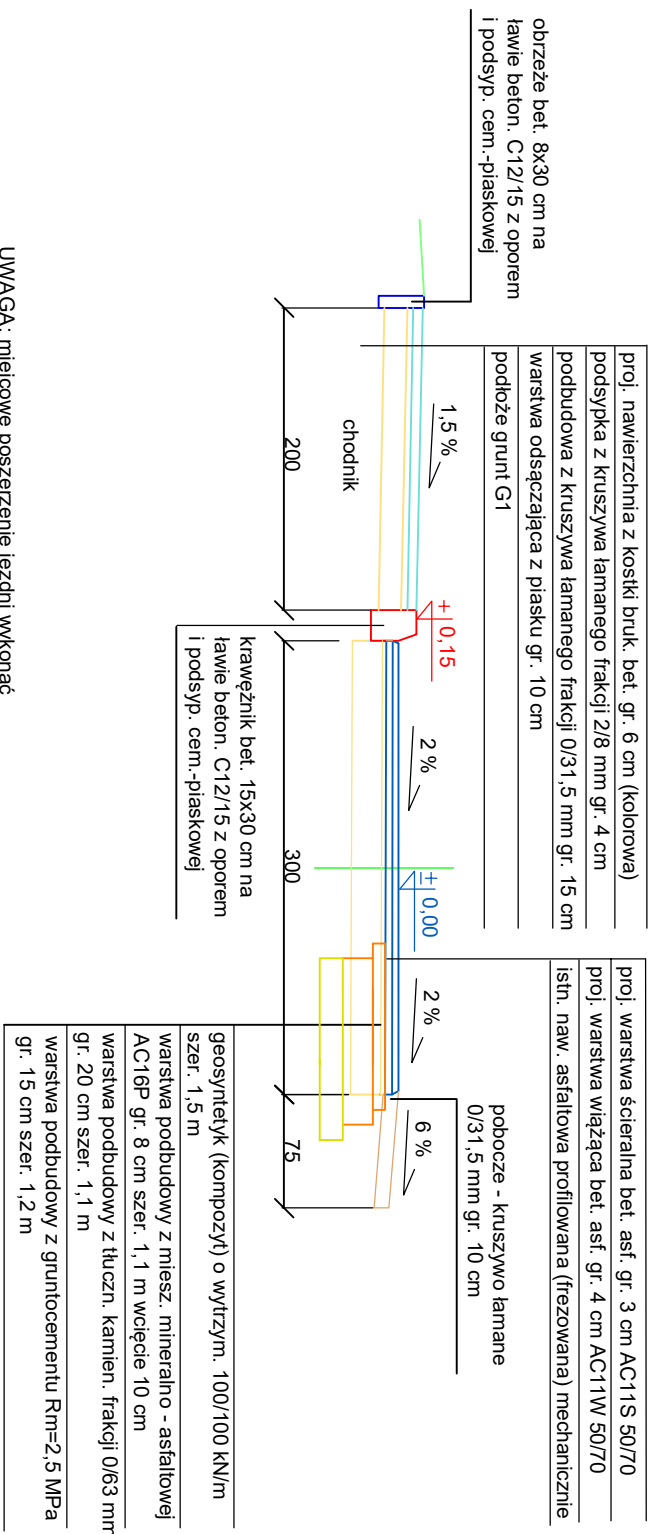 obrzeże bet. 8x30 cm na
ławie beton. C12/15 z oporem
i podsyp. cem.-piaskowej
proj. nawierzchnia z kostki bruk. bet. gr. 6 cm (kolorowa)
podsypka z kruszywa łamanego frakcji 2/8 mm gr. 4 cm
podbudowa z kruszywa łamanego frakcji 0/31,5 mm gr. 15 cm
warstwa odsączająca z piasku gr. 10 cm
podłoże grunt G1
proj. warstwa ścieralna bet. asf. gr. 3 cm AC11S 50/70
proj. warstwa wiążąca bet. asf. gr. 4 cm AC11W 50/70
istn. naw. asfaltowa profilowana (frezowana) mechanicznie
pobocze - kruszywo łamane
0/31,5 mm gr. 10 cm
1,5 %
+ 0,15
2 %
± 0,00
2 %
6 %
chodnik
200
300
75
krawężnik bet. 15x30 cm na
ławie beton. C12/15 z oporem
i podsyp. cem.-piaskowej
geosyntetyk (kompozyt) o wytrzym. 100/100 kN/m
szer. 1,5 m
warstwa podbudowy z miesz. mineralno - asfaltowej
AC16P gr. 8 cm szer. 1,1 m wcięcie 10 cm
warstwa podbudowy z tłuczn. kamien. frakcji 0/63 mm
gr. 20 cm szer. 1,1 m
warstwa podbudowy z gruntocementu Rm=2,5 MPa
gr. 15 cm szer. 1,2 m
UWAGA: miejcowe poszerzenie jezdni wykonać